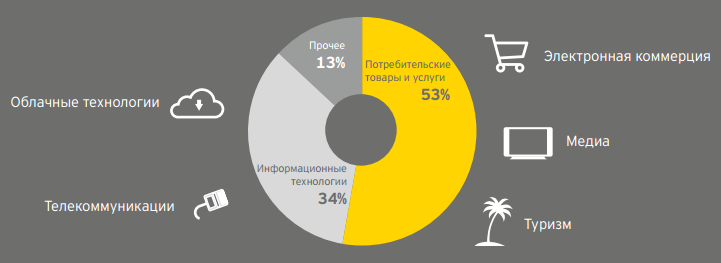 Прочее
13%
Потребительские
товары и услуги
53%
Электронная коммерция
Облачные технологии
Медиа
Информационные
технологии
34%
Телекоммуникации
Туризм